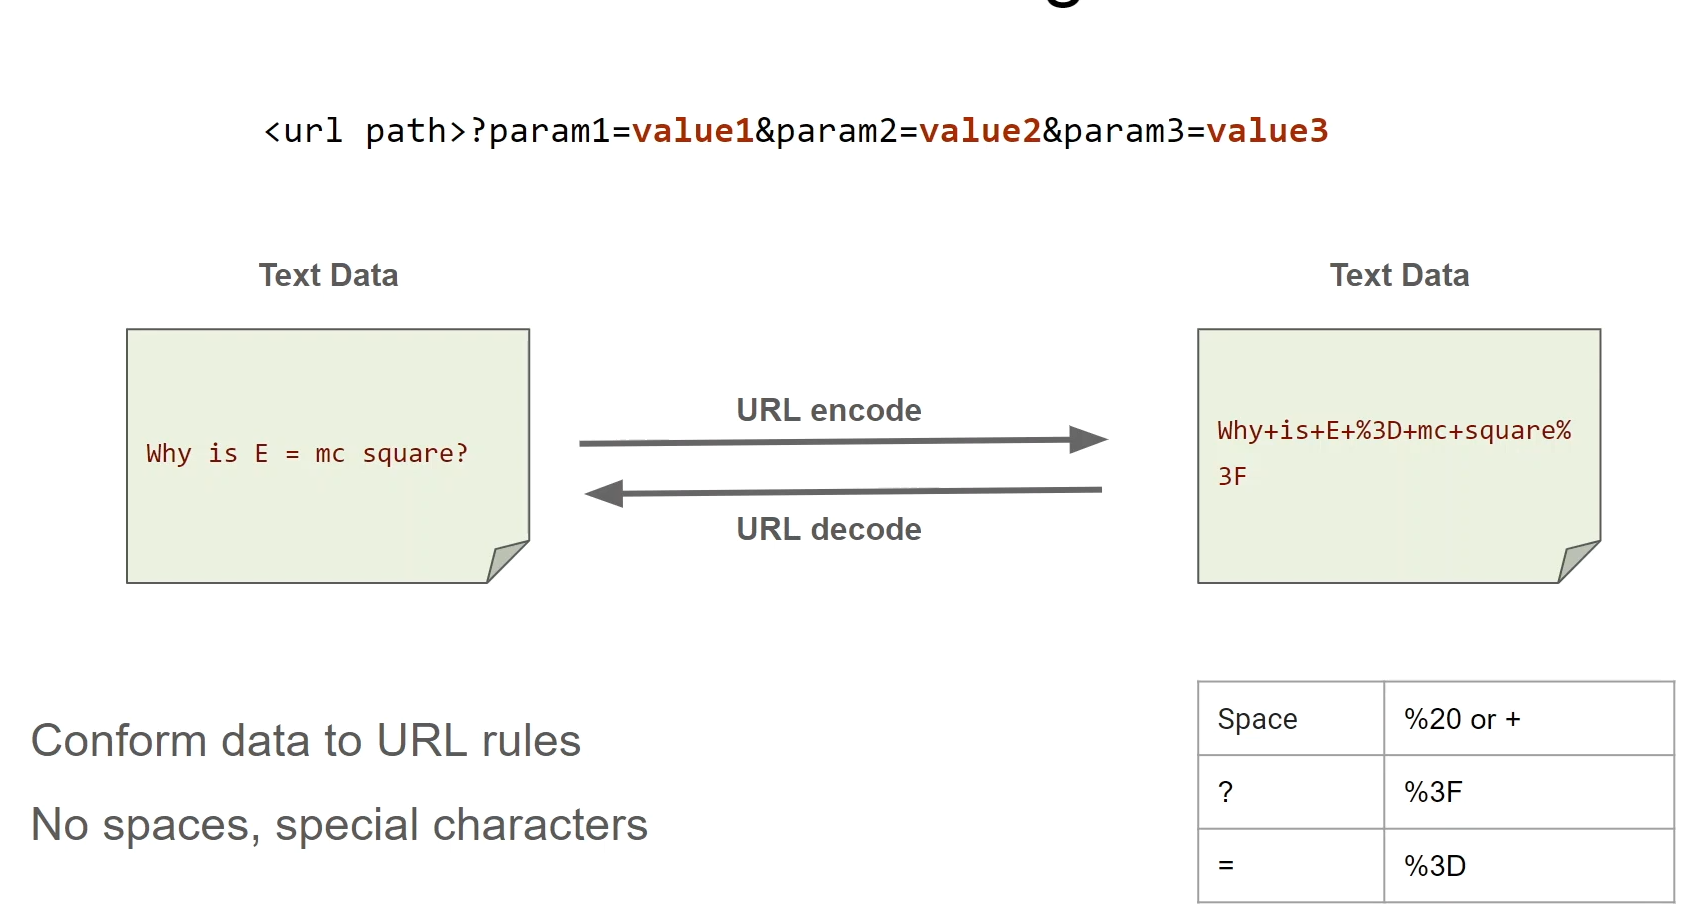 <url path>?param1=value1&param2=value2&param3=value3
Text Data
Text Data
Why is E = mc square?
URL encode
URL decode
Why+is+E+%3D+mc+square%
3F
Conform data to URL rules
No spaces, special characters
Space %20 or +
? %3F
= %3D